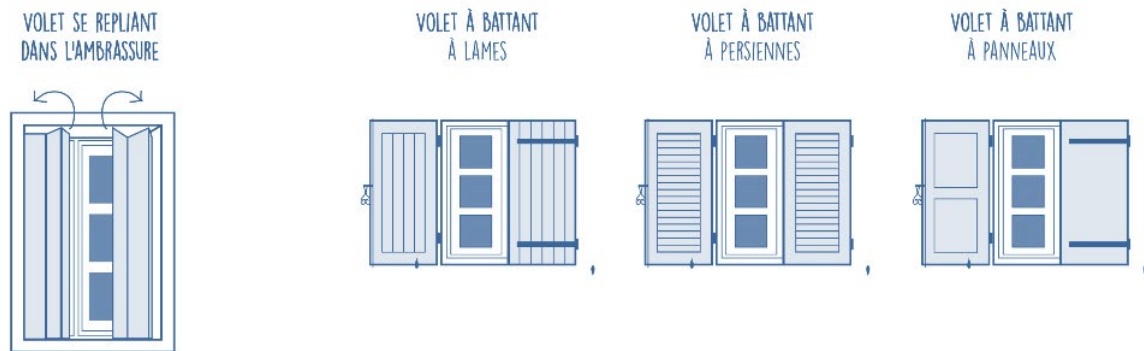 VOLET SE REPLIANT
DANS L'AMBRASSURE
VOLET À BATTANT
À LAMES
VOLET À BATTANT
À PERSIENNES
VOLET À BATTANT
À PANNEAUX